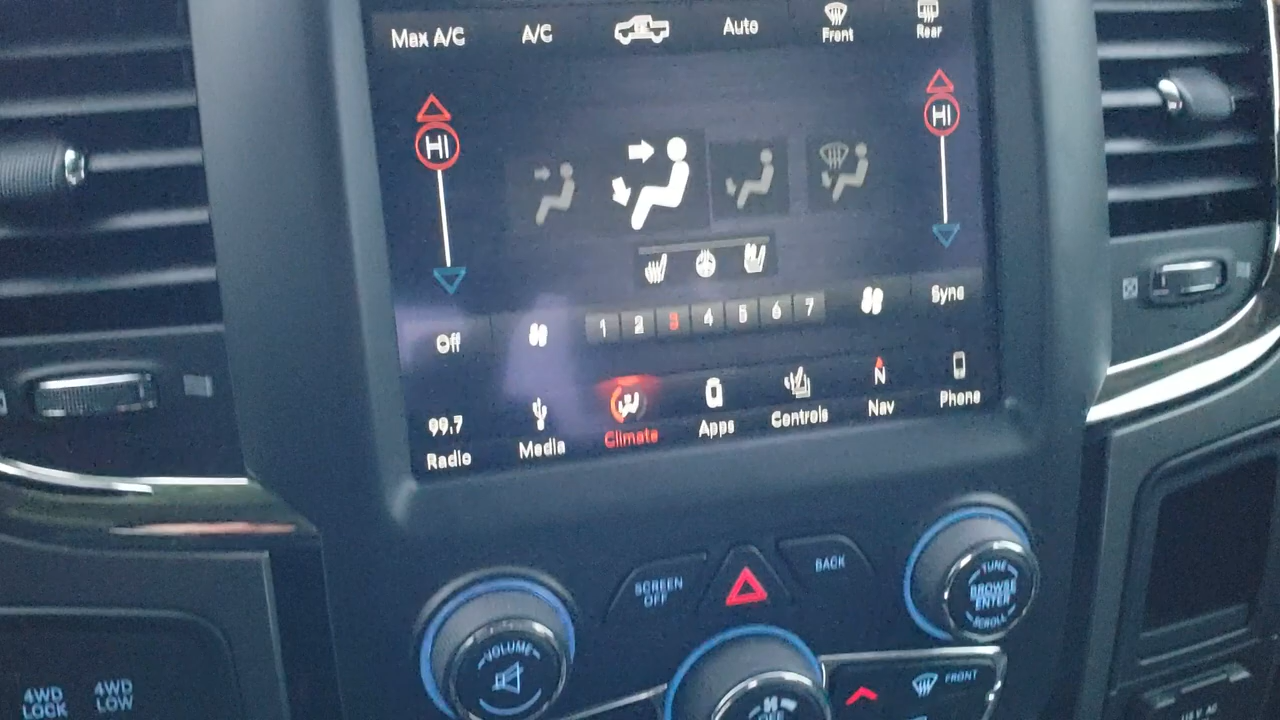 Max A/C
A/C
Auto
Front
Rear
HI
HI
Off
1 2 3 4 5 6 7
Sync
99.7
Radio
Media
Climate
Apps
Controls
N
Nav
Phone
SCREEN
OFF
BACK
VOLUME
TUNE
BROWSE
ENTER
SCROLL
OFF
FRONT
4WD
LOCK
4WD
LOW